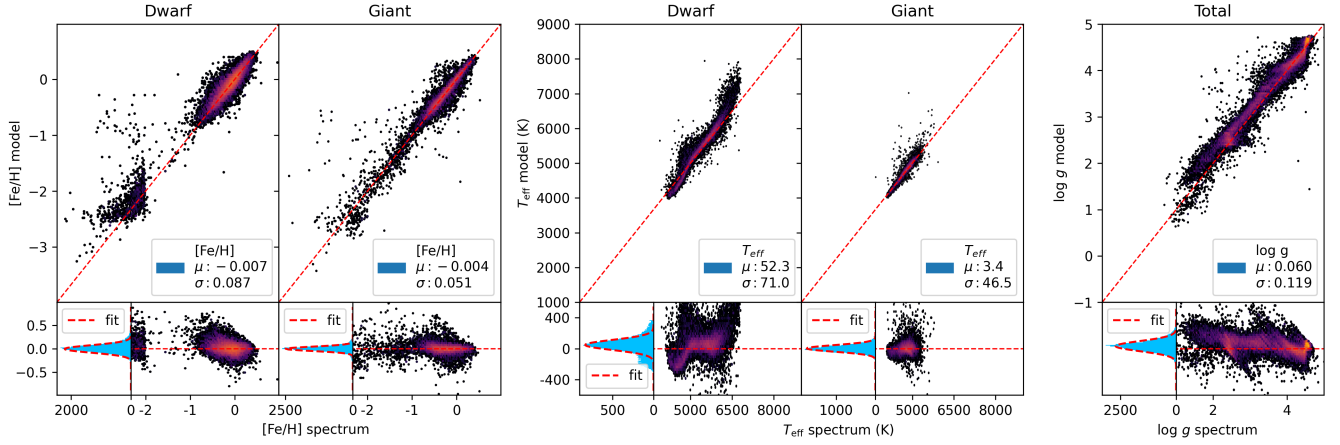 Dwarf
Giant
Dwarf
Giant
Total
[Fe/H] model
0
−1
−2
−3
[Fe/H]
μ : − 0.007
σ : 0.087
[Fe/H]
μ : − 0.004
σ : 0.051
0.5
0.0
−0.5
fit
fit
2000
0
-2
-1
0
2500
0
-2
-1
0
[Fe/H] spectrum
T_eff model (K)
9000
8000
7000
6000
5000
4000
3000
2000
1000
T_eff
μ : 52.3
σ : 71.0
T_eff
μ : 3.4
σ : 46.5
400
0
-400
fit
fit
500
0
5000
6500
8000
1000
0
5000
6500
8000
T_eff spectrum (K)
log g model
5
4
3
2
1
0
−1
log g
μ : 0.060
σ : 0.119
fit
2500
0
2
4
log g spectrum